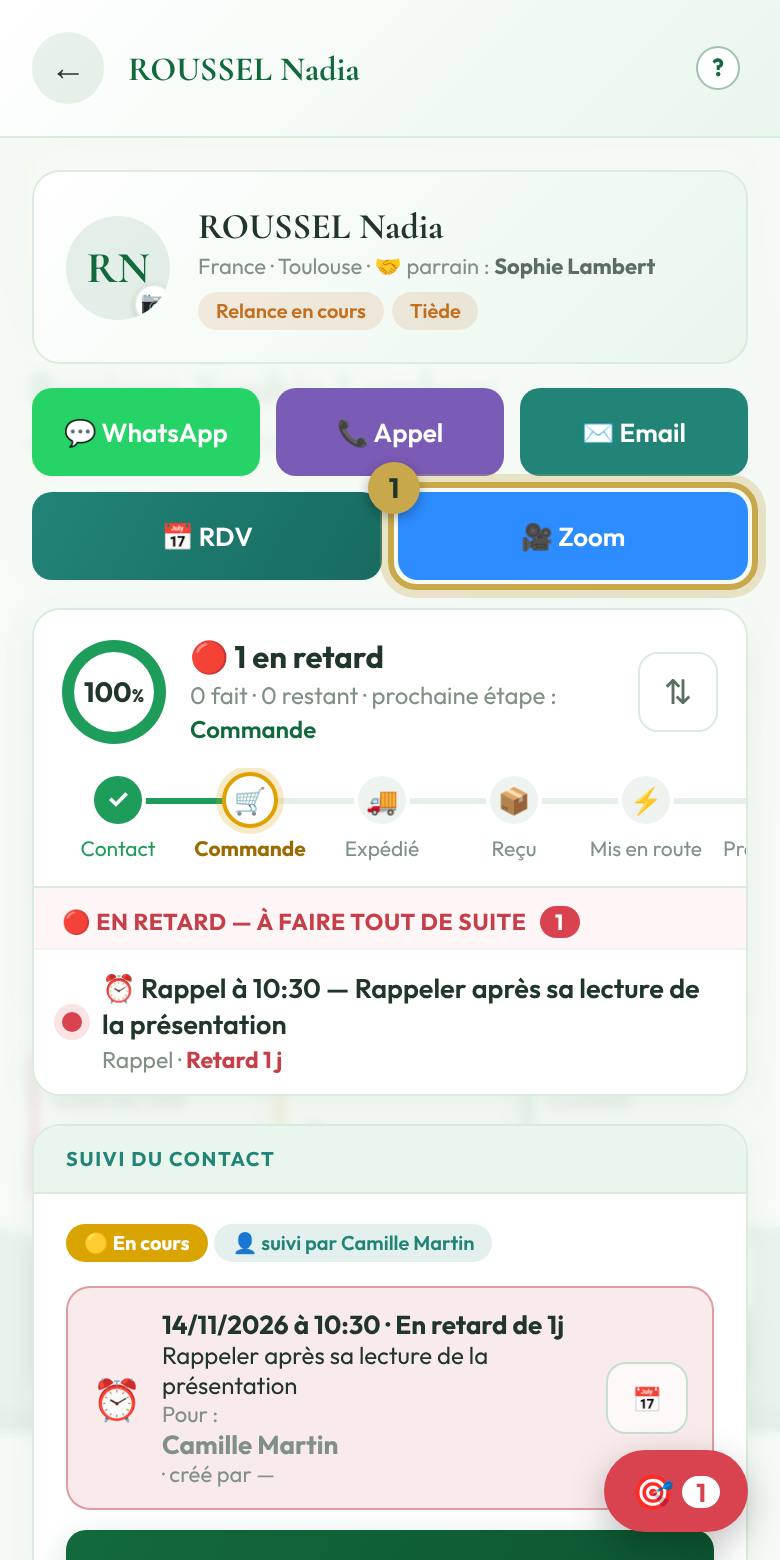 ← ROUSSEL Nadia ?
RN
ROUSSEL Nadia
France · Toulouse · 🤝 parrain : Sophie Lambert
Relance en cours Tiède
💬 WhatsApp 📞 Appel ✉️ Email
1
📅 RDV 🎥 Zoom
100%
🔴 1 en retard
0 fait · 0 restant · prochaine étape :
Commande
⇅
✓ 🛒 🚚 📦 ⚡
Contact Commande Expédié Reçu Mis en route
🔴 EN RETARD — À FAIRE TOUT DE SUITE 1
⏰ Rappel à 10:30 — Rappeler après sa lecture de
la présentation
Rappel · Retard 1 j
SUIVI DU CONTACT
🟡 En cours 👤 suivi par Camille Martin
14/11/2026 à 10:30 · En retard de 1j
Rappeler après sa lecture de la
présentation
Pour :
Camille Martin
· créé par —
🎯 1